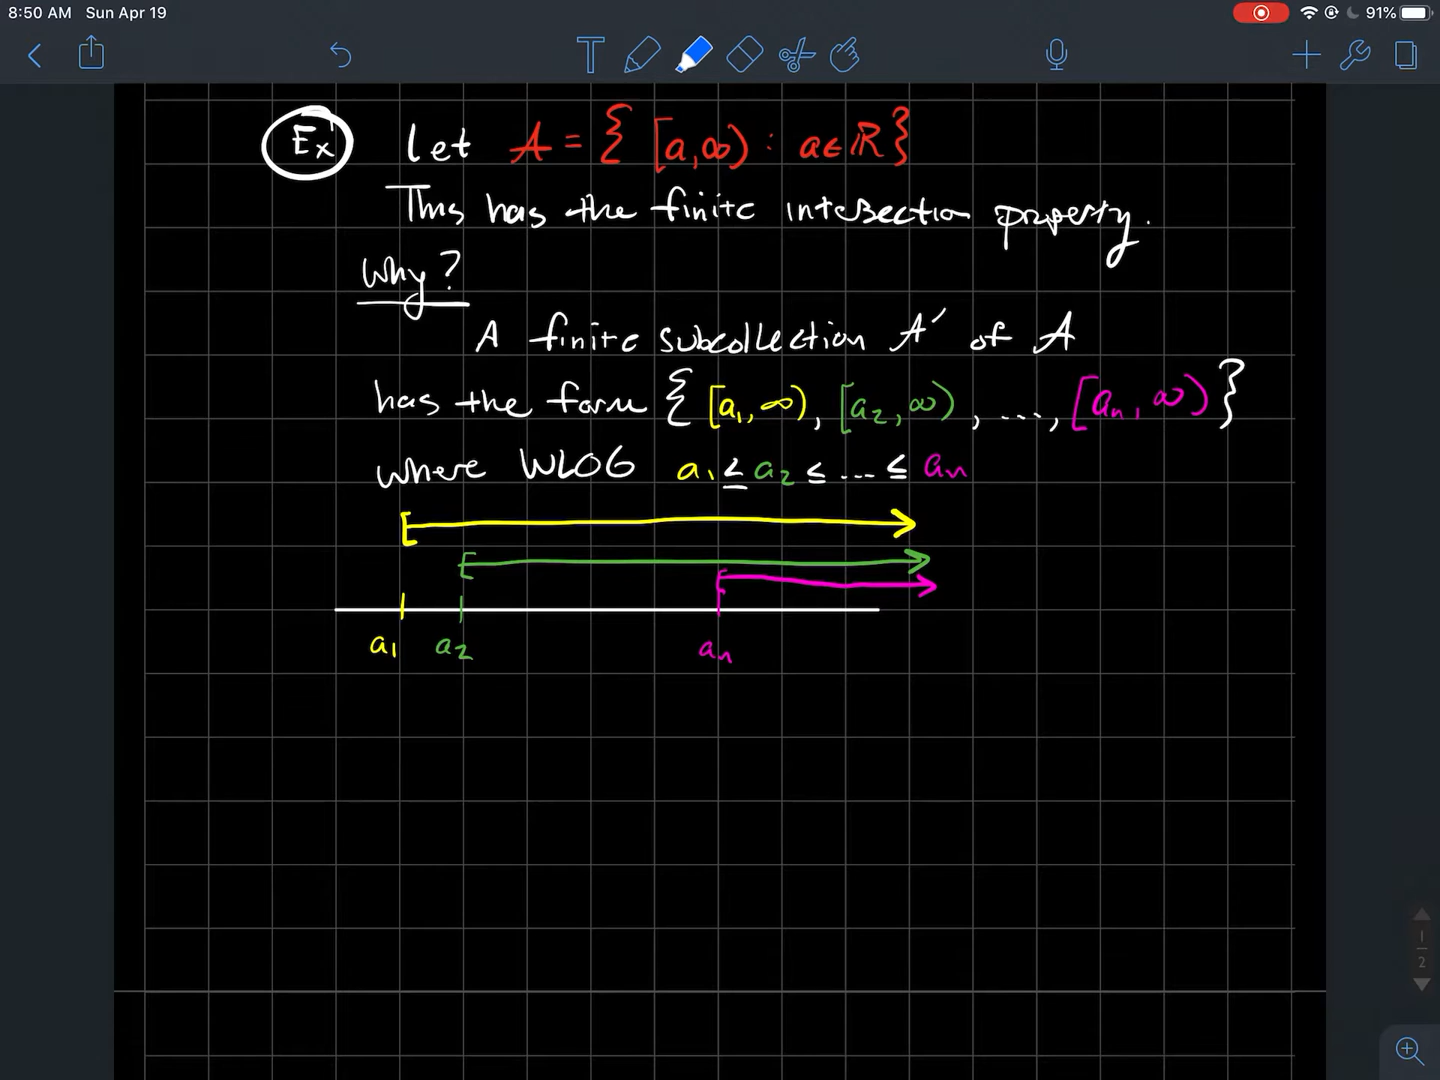 8:50 AM Sun Apr 19 91%
T
Ex Let A = { [a,∞) : a∈ℝ}
This has the finite intersection property.
Why?
A finite subcollection A′ of A
has the form { [a₁,∞), [a₂,∞), ..., [aₙ,∞) }
where WLOG a₁ ≤ a₂ ≤ ... ≤ aₙ
a₁ a₂ aₙ
1
2